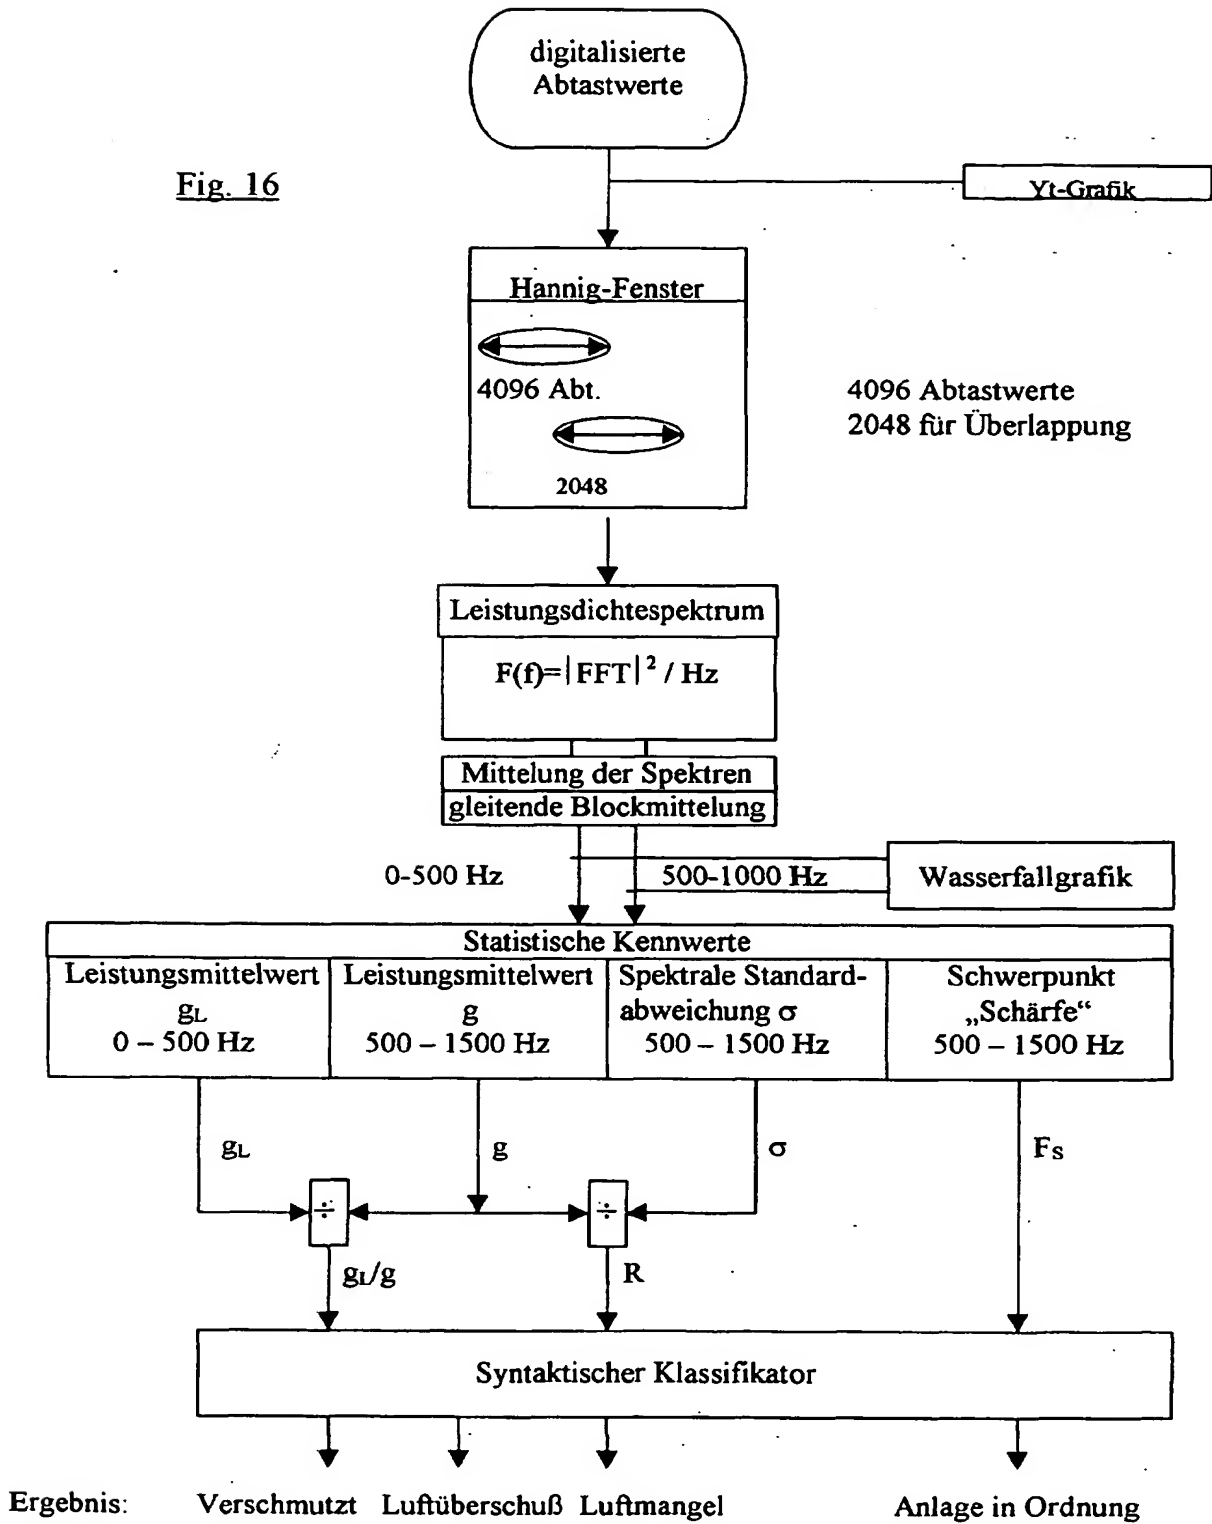 digitalisierte
Abtastwerte
Fig. 16
Yt-Grafik
Hannig-Fenster
4096 Abt.
2048
4096 Abtastwerte
2048 für Überlappung
Leistungsdichtespektrum
F(f)=|FFT|² / Hz
Mittelung der Spektren
gleitende Blockmittelung
0-500 Hz
500-1000 Hz
Wasserfallgrafik
Statistische Kennwerte
Leistungsmittelwert
gL
0 – 500 Hz
Leistungsmittelwert
g
500 – 1500 Hz
Spektrale Standard-
abweichung σ
500 – 1500 Hz
Schwerpunkt
„Schärfe“
500 – 1500 Hz
gL
g
σ
Fs
÷
÷
gL/g
R
Syntaktischer Klassifikator
Ergebnis: Verschmutzt Luftüberschuß Luftmangel Anlage in Ordnung